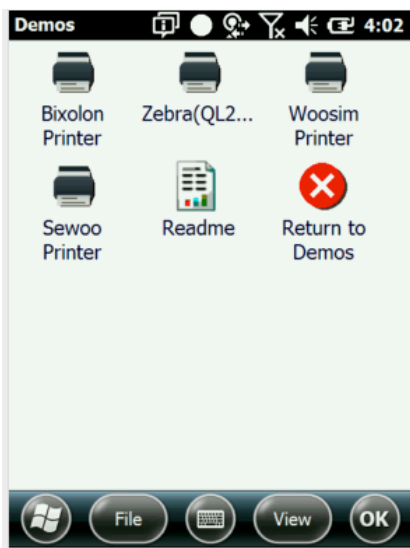 Demos 4:02
Bixolon Zebra(QL2... Woosim
Printer Printer
Sewoo Readme Return to
Printer Demos
File View OK